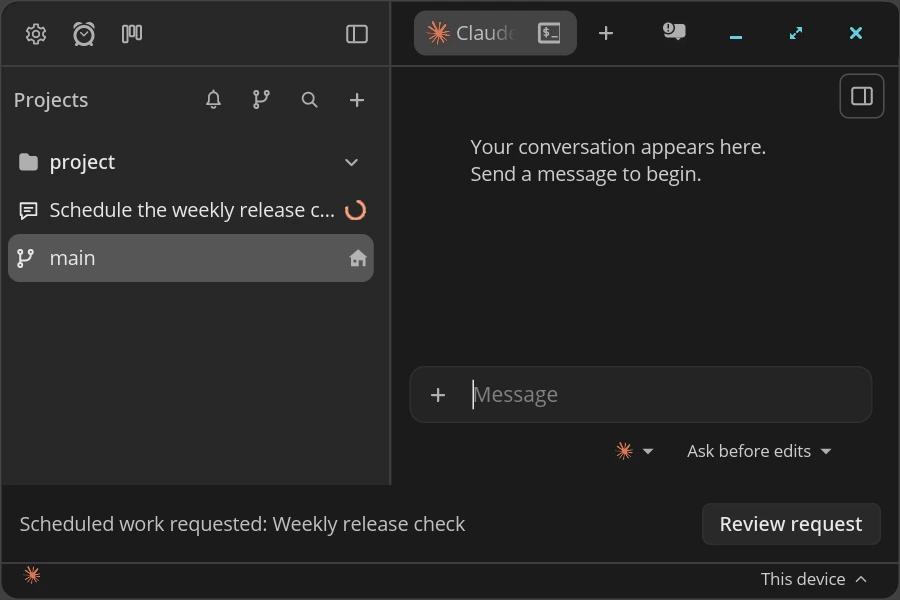 Claude
Projects
project
Schedule the weekly release c...
main
Your conversation appears here.
Send a message to begin.
Message
Ask before edits
Scheduled work requested: Weekly release check
Review request
This device